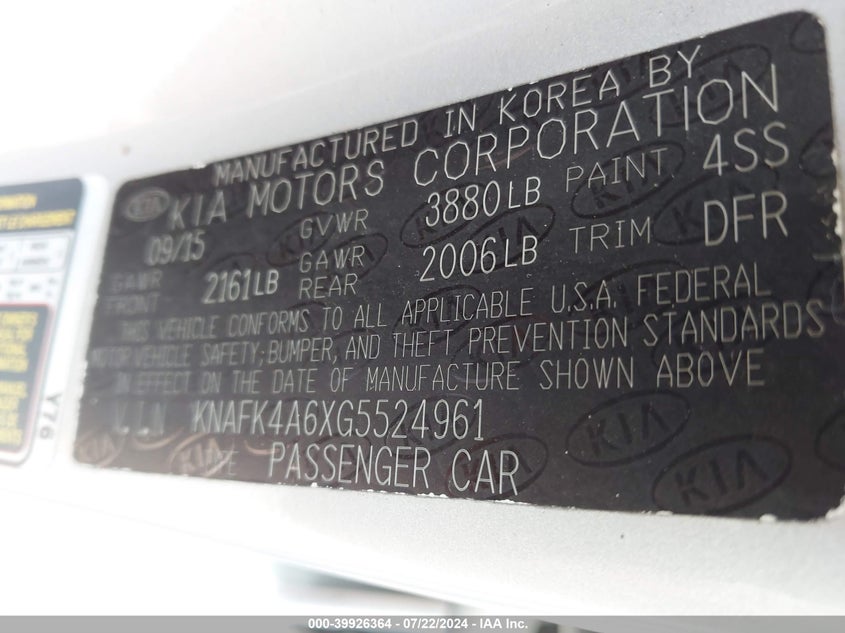 MANUFACTURED IN KOREA BY
KIA MOTORS CORPORATION
09/15 GVWR 3880LB PAINT 4SS
GAWR FRONT 2161LB GAWR REAR 2006LB TRIM DFR
THIS VEHICLE CONFORMS TO ALL APPLICABLE U.S.A. FEDERAL
MOTOR VEHICLE SAFETY, BUMPER, AND THEFT PREVENTION STANDARDS
IN EFFECT ON THE DATE OF MANUFACTURE SHOWN ABOVE
V.I.N KNAFK4A6XG5524961
PASSENGER CAR
KIA
Y76
000-39926364 - 07/22/2024 - IAA Inc.